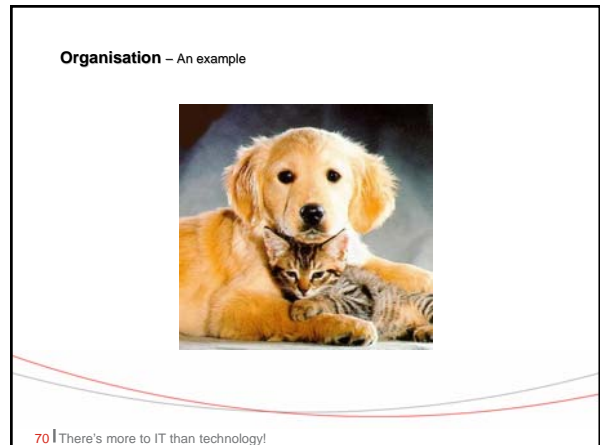 Organisation – An example
70 There's more to IT than technology!